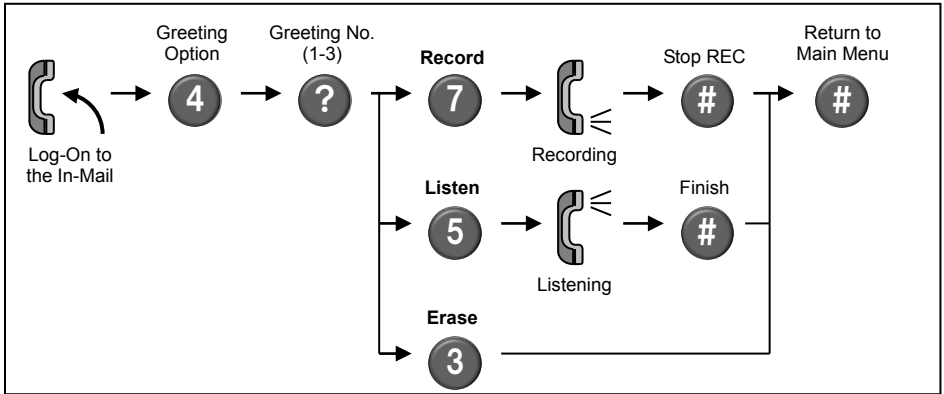 Greeting
Option
Greeting No.
(1-3)
Record
Stop REC
Return to
Main Menu
4
?
7
#
#
Log-On to
the In-Mail
Recording
Listen
Finish
5
#
Listening
Erase
3